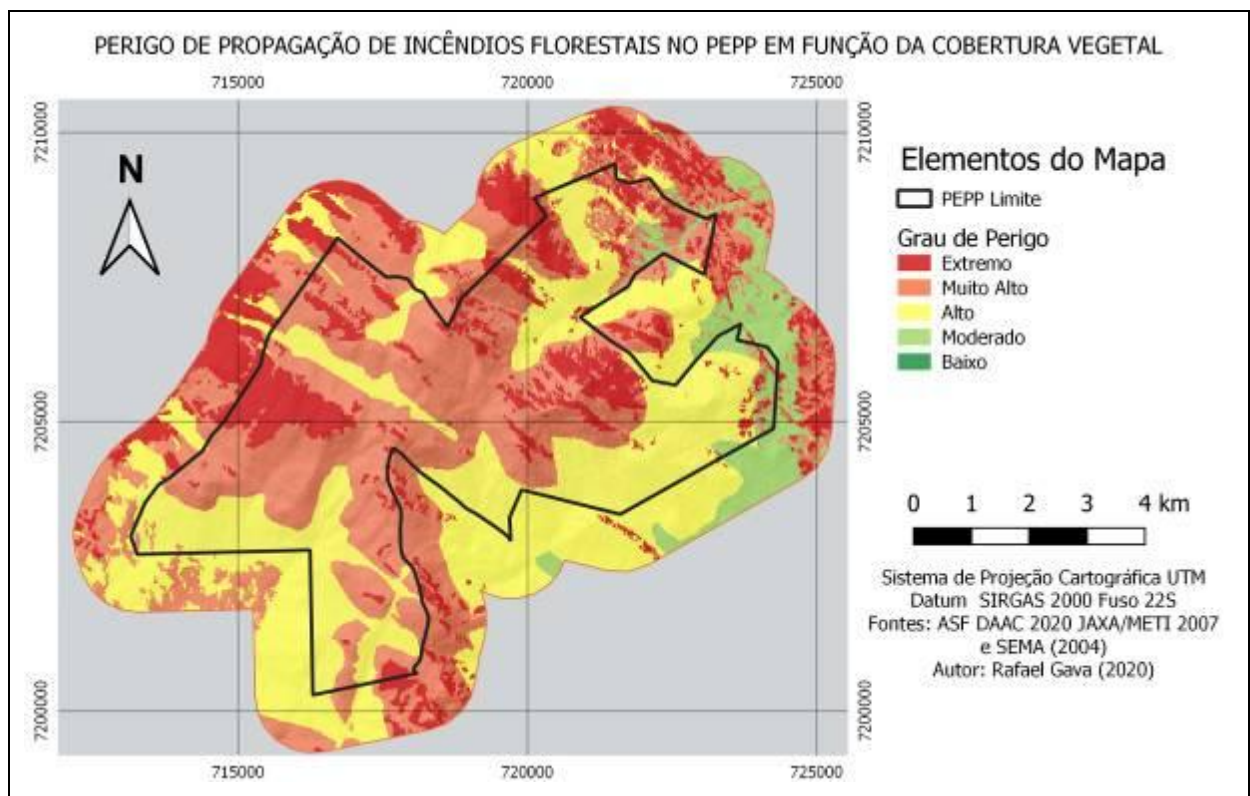 PERIGO DE PROPAGAÇÃO DE INCÊNDIOS FLORESTAIS NO PEPP EM FUNÇÃO DA COBERTURA VEGETAL
715000
720000
725000
7210000
7210000
N
Elementos do Mapa
PEPP Limite
Grau de Perigo
Extremo
Muito Alto
Alto
Moderado
Baixo
7205000
7205000
0 1 2 3 4 km
Sistema de Projeção Cartográfica UTM
Datum SIRGAS 2000 Fuso 22S
Fontes: ASF DAAC 2020 JAXA/METI 2007
e SEMA (2004)
Autor: Rafael Gava (2020)
7200000
7200000
715000
720000
725000